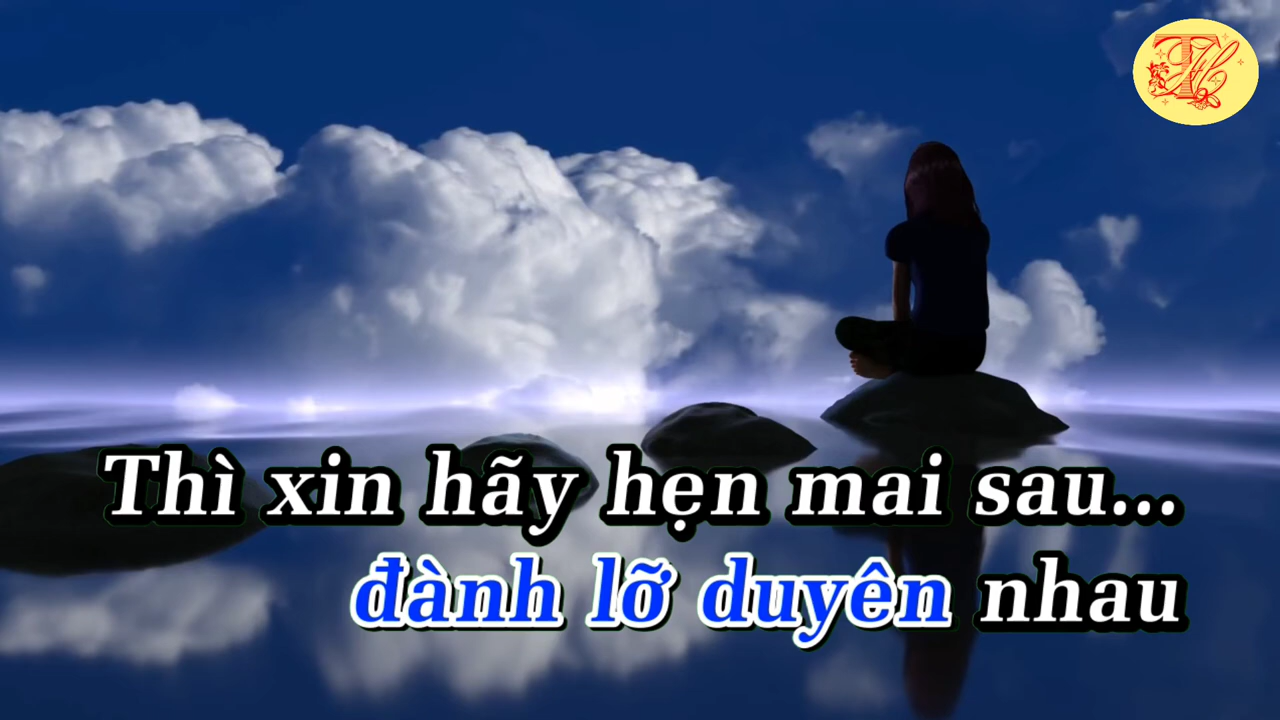 Thì xin hãy hẹn mai sau...
đành lỡ duyên nhau